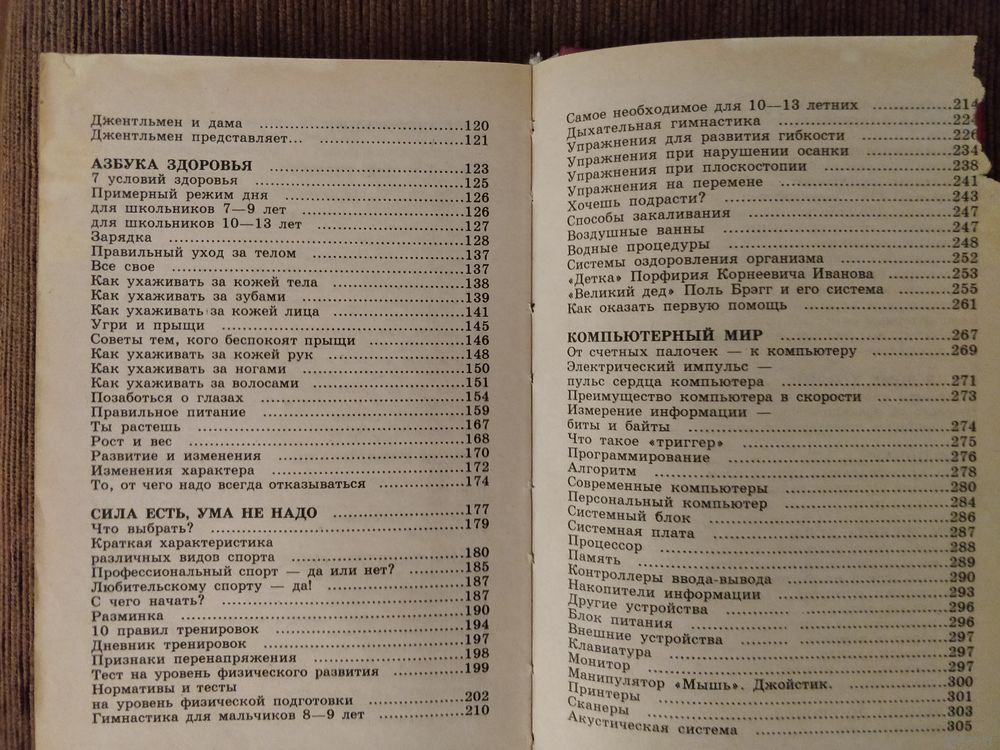 Джентльмен и дама ........................120
Джентльмен представляет... ........................121
АЗБУКА ЗДОРОВЬЯ ........................123
7 условий здоровья ........................125
Примерный режим дня ........................126
для школьников 7—9 лет ........................126
для школьников 10—13 лет ........................127
Зарядка ........................128
Правильный уход за телом ........................137
Все свое ........................137
Как ухаживать за кожей тела ........................138
Как ухаживать за зубами ........................139
Как ухаживать за кожей лица ........................141
Угри и прыщи ........................145
Советы тем, кого беспокоят прыщи ........................146
Как ухаживать за кожей рук ........................148
Как ухаживать за ногами ........................150
Как ухаживать за волосами ........................151
Позаботься о глазах ........................154
Правильное питание ........................159
Ты растешь ........................167
Рост и вес ........................168
Развитие и изменения ........................170
Изменения характера ........................172
То, от чего надо всегда отказываться ........................174
СИЛА ЕСТЬ, УМА НЕ НАДО ........................177
Что выбрать? ........................179
Краткая характеристика
различных видов спорта ........................180
Профессиональный спорт — да или нет? ........................185
Любительскому спорту — да! ........................187
С чего начать? ........................187
Разминка ........................190
10 правил тренировок ........................194
Дневник тренировок ........................197
Признаки перенапряжения ........................198
Тест на уровень физического развития ........................199
Нормативы и тесты
на уровень физической подготовки ........................202
Гимнастика для мальчиков 8—9 лет ........................210
Самое необходимое для 10—13 летних ........................214
Дыхательная гимнастика ........................224
Упражнения для развития гибкости ........................226
Упражнения при нарушении осанки ........................234
Упражнения при плоскостопии ........................238
Упражнения на перемене ........................241
Хочешь подрасти? ........................243
Способы закаливания ........................247
Воздушные ванны ........................247
Водные процедуры ........................248
Системы оздоровления организма ........................252
«Детка» Порфирия Корнеевича Иванова ........................253
«Великий дед» Поль Брэгг и его система ........................255
Как оказать первую помощь ........................261
КОМПЬЮТЕРНЫЙ МИР ........................267
От счетных палочек — к компьютеру ........................269
Электрический импульс —
пульс сердца компьютера ........................271
Преимущество компьютера в скорости ........................273
Измерение информации —
биты и байты ........................274
Что такое «триггер» ........................275
Программирование ........................276
Алгоритм ........................278
Современные компьютеры ........................280
Персональный компьютер ........................284
Системный блок ........................286
Системная плата ........................287
Процессор ........................288
Память ........................289
Контроллеры ввода-вывода ........................290
Накопители информации ........................293
Другие устройства ........................296
Блок питания ........................296
Внешние устройства ........................297
Клавиатура ........................297
Монитор ........................297
Манипулятор «Мышь». Джойстик. ........................300
Принтеры ........................301
Сканеры ........................303
Акустическая система ........................305